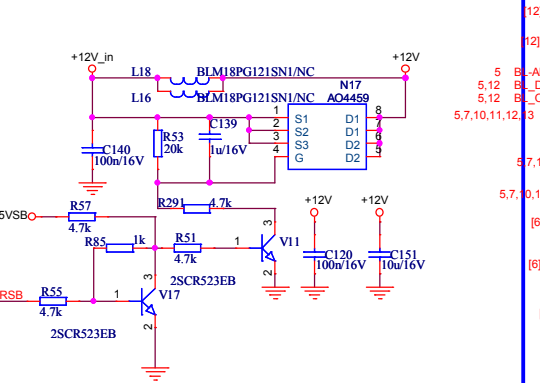 [12]
+12V_in
+12V
[12]
L18
BLM18PG121SN1/NC
5 BL-A
N17
5,12 BL_D
L16
BLM18PG121SN1/NC
AO4459
5,12 BL_C
1
S1
D1
8
5,7,10,11,12,13
C139
2
S2
D1
7
R53
3
S3
D2
6
C140
20k
1u/16V
4
G
D2
5
100n/16V
5,7,1
R291
4.7k
+12V
+12V
5,7,10,1
5VSB
R57
3
[6]
4.7k
R85
1k
R51
1
V11
4.7k
C120
C151
3
2
100n/16V
10u/16V
[6]
2SCR523EB
RSB
R55
1
V17
4.7k
2
2SCR523EB